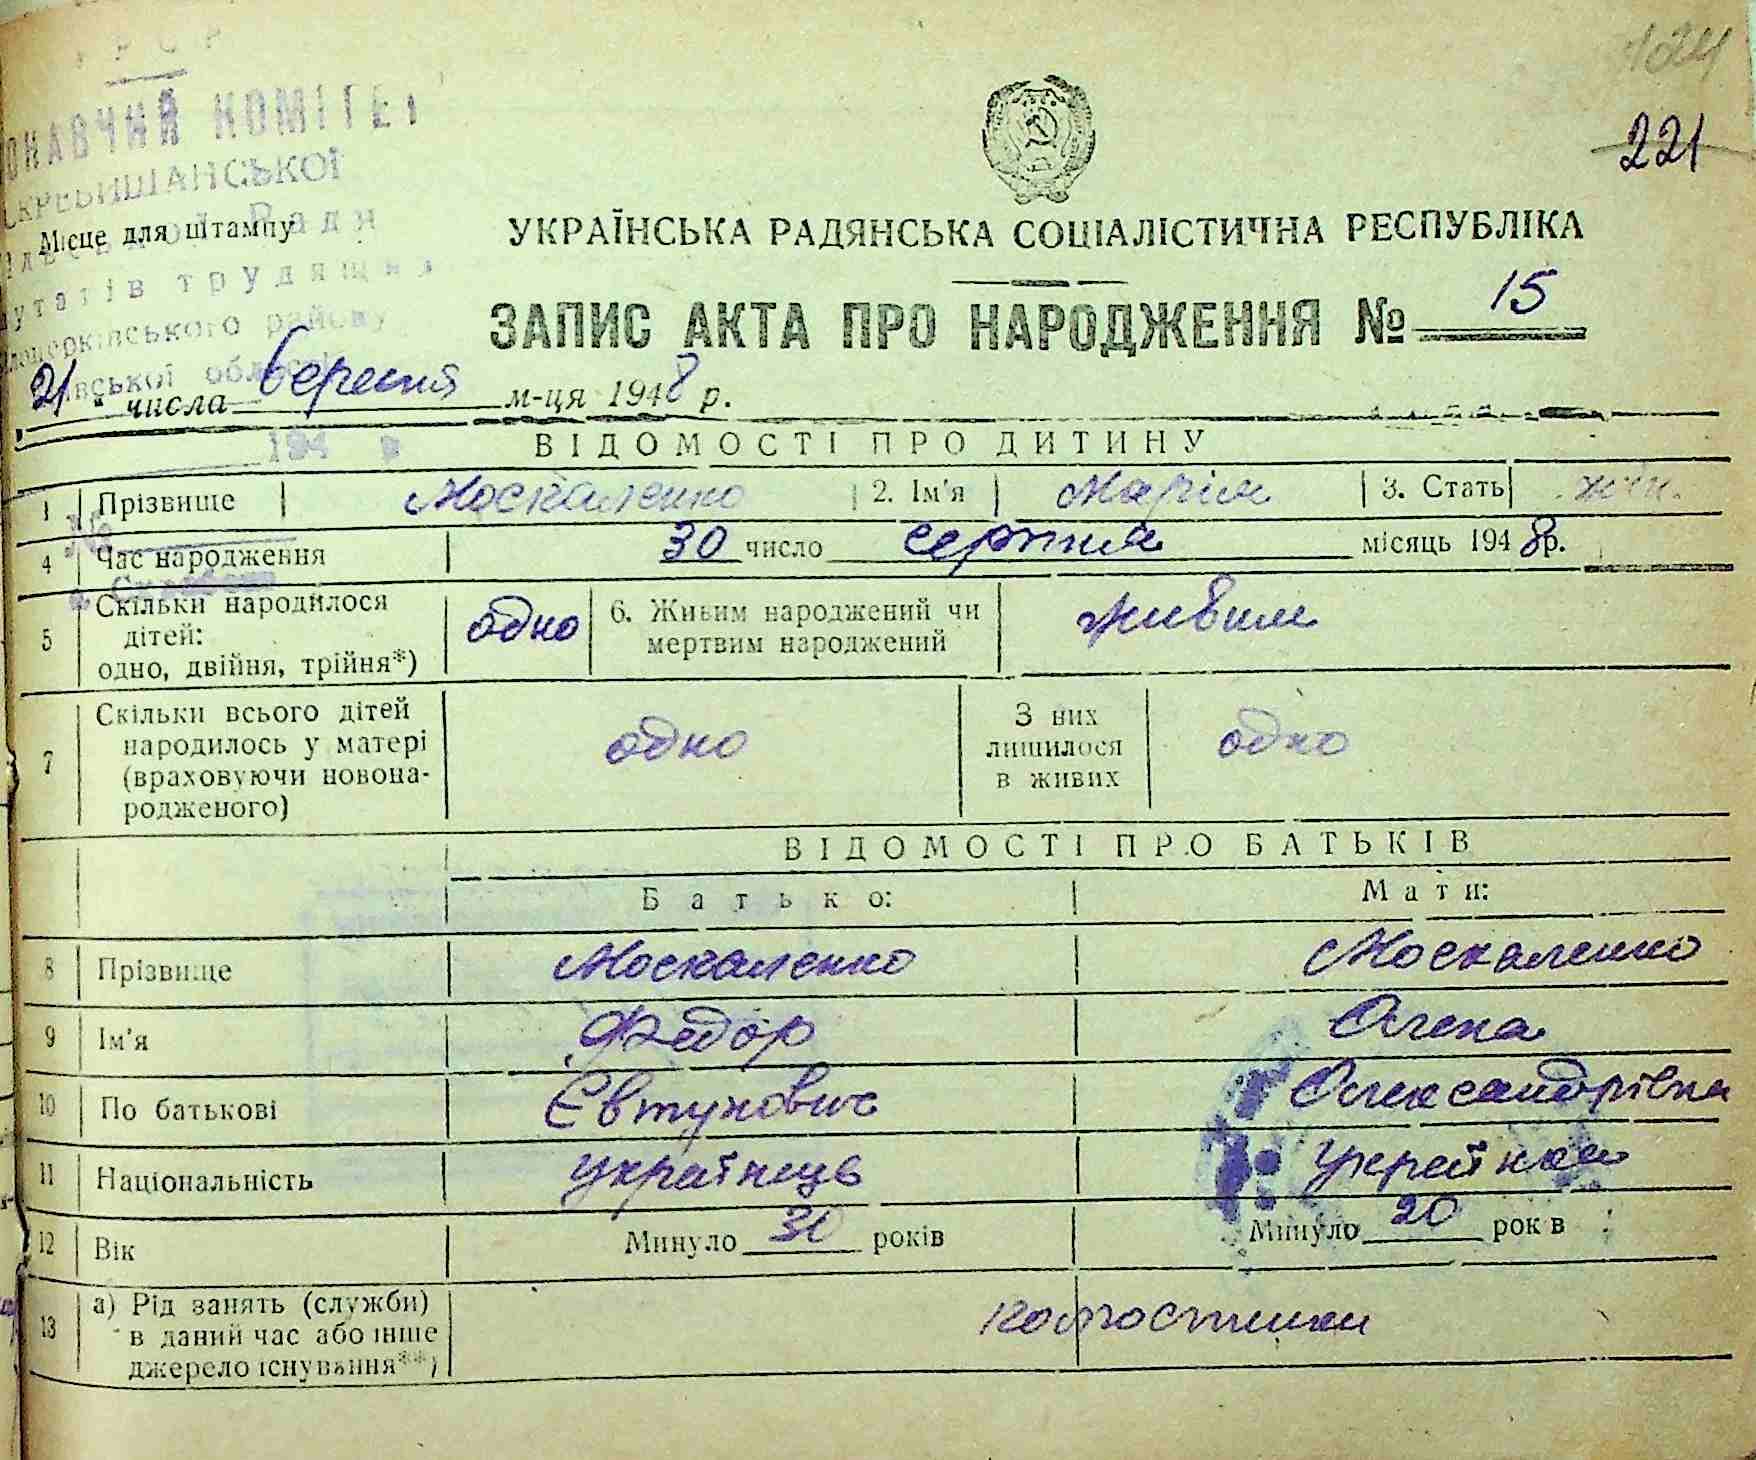 ОНАВЧИЙ КОМІТЕТ
СКРЕБИШАНСЬКОЇ
Місце для штампу
трудящих
району
124
221
УКРАЇНСЬКА РАДЯНСЬКА СОЦІАЛІСТИЧНА РЕСПУБЛІКА
ЗАПИС АКТА ПРО НАРОДЖЕННЯ № 15
21 числа вересня м-ця 1948 р.
ВІДОМОСТІ ПРО ДИТИНУ
1 Прізвище Москаленко 2. Ім'я Марія 3. Стать жін.
4 Час народження 30 число серпня місяць 1948 р.
5 Скільки народилося дітей: одно, двійня, трійня*) одно 6. Живим народжений чи мертвим народжений живим
7 Скільки всього дітей народилось у матері (враховуючи новонародженого) одно З них лишилося в живих одно
ВІДОМОСТІ ПРО БАТЬКІВ
Батько: Мати:
8 Прізвище Москаленко Москаленко
9 Ім'я Федор Олена
10 По батькові Євтухович Олександрівна
11 Національність українець українка
12 Вік Минуло 30 років Минуло 20 років
13 а) Рід занять (служби) в даний час або інше джерело існування**) колгоспники